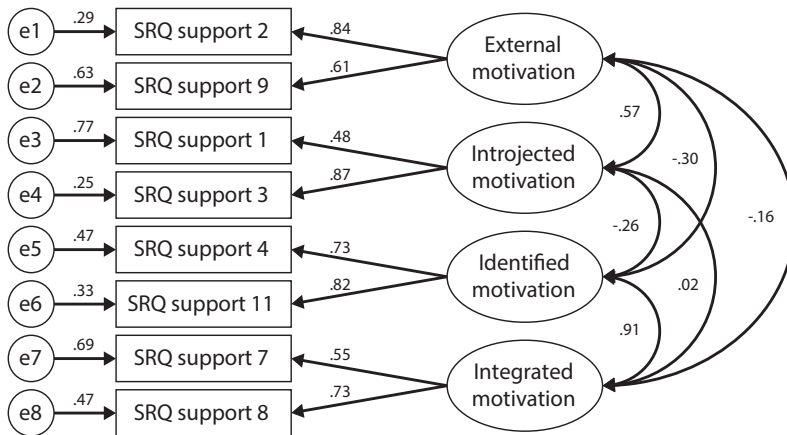 e1 .29 SRQ support 2 .84 External motivation
e2 .63 SRQ support 9 .61
.57
e3 .77 SRQ support 1 .48 Introjected motivation -.30
e4 .25 SRQ support 3 .87
-.26 -.16
e5 .47 SRQ support 4 .73 Identified motivation
.02
e6 .33 SRQ support 11 .82
.91
e7 .69 SRQ support 7 .55 Integrated motivation
e8 .47 SRQ support 8 .73